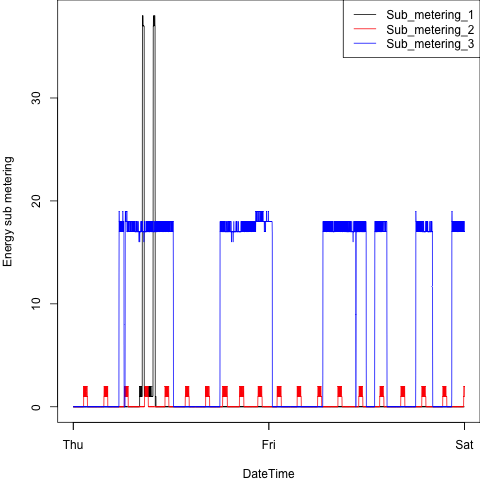 Sub_metering_1
Sub_metering_2
Sub_metering_3
Energy sub metering
30
20
10
0
Thu
Fri
Sat
DateTime